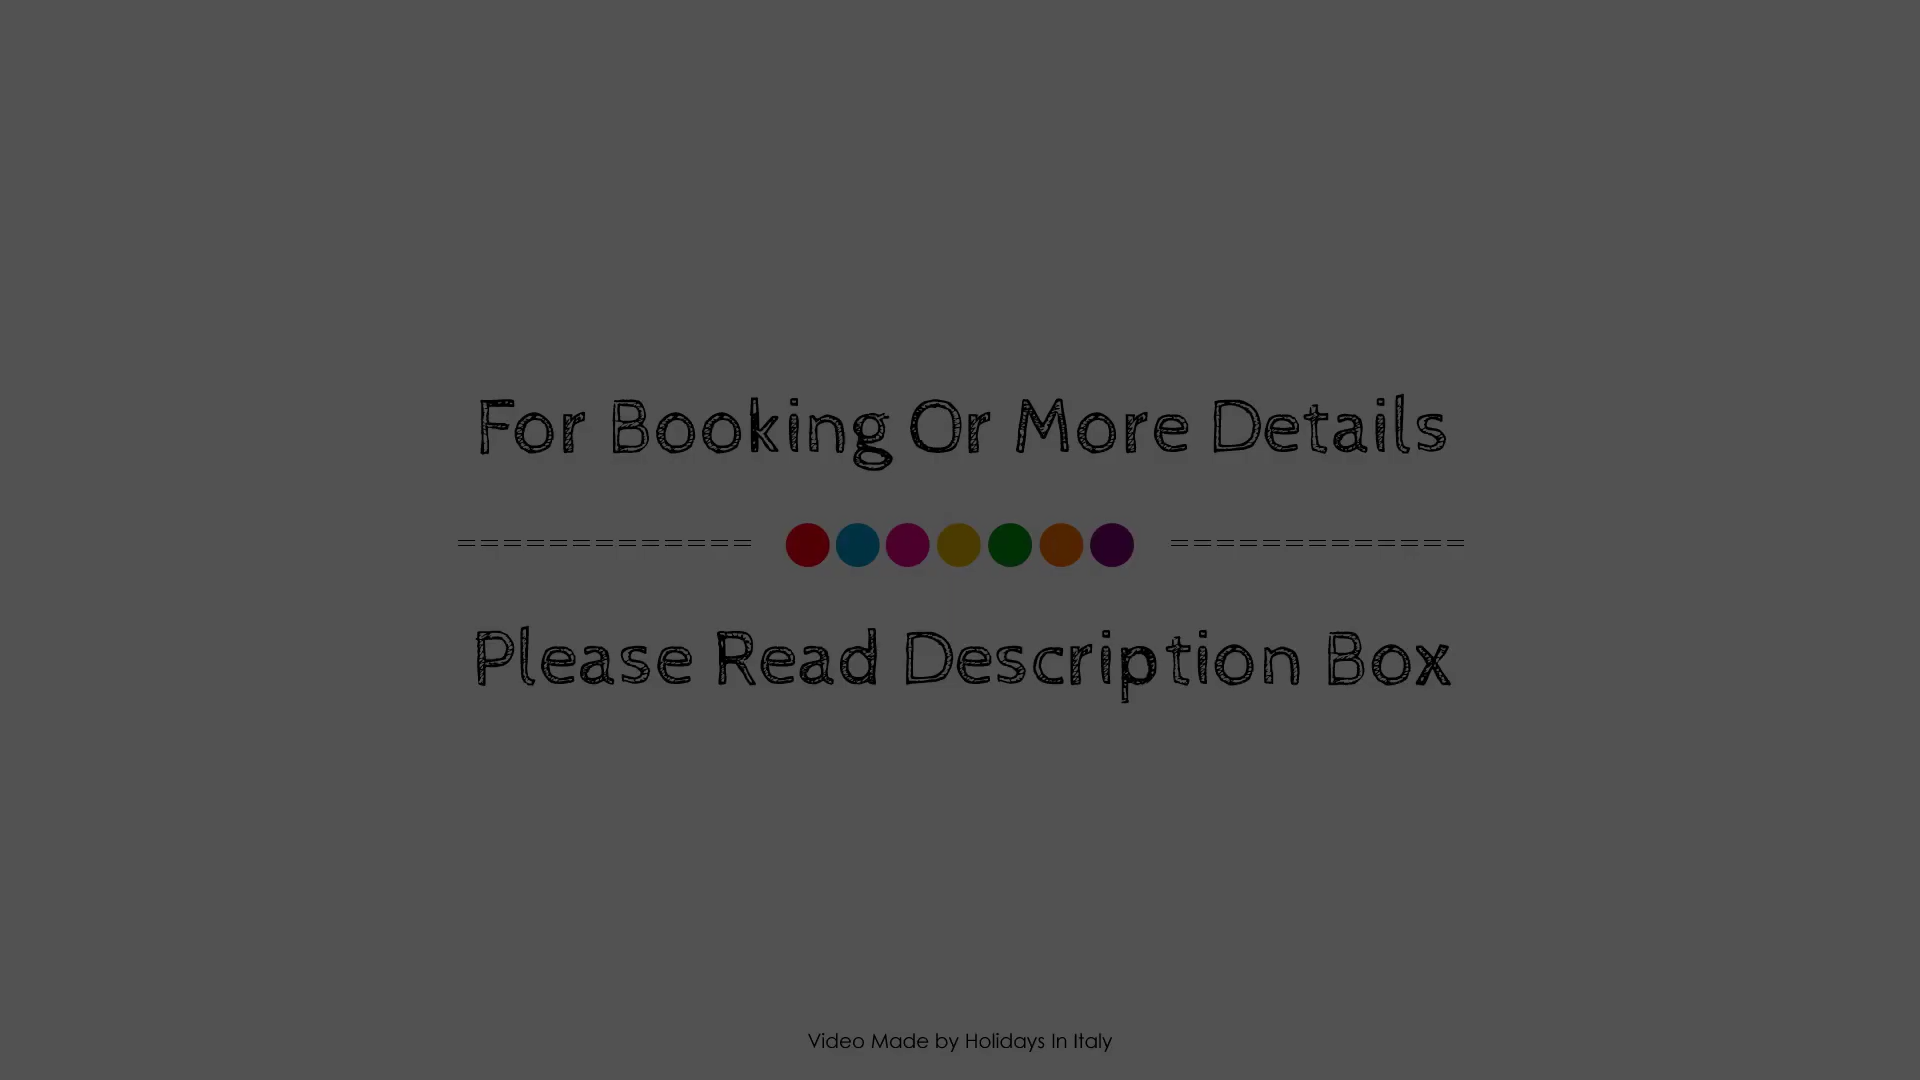 For Booking Or More Details
============= =============
Please Read Description Box
Video Made by Holidays In Italy